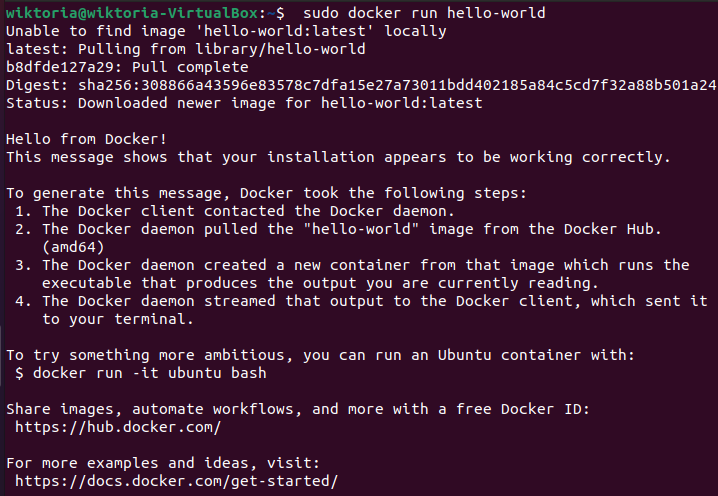 wiktoria@wiktoria-VirtualBox:~$  sudo docker run hello-world
Unable to find image 'hello-world:latest' locally
latest: Pulling from library/hello-world
b8dfde127a29: Pull complete
Digest: sha256:308866a43596e83578c7dfa15e27a73011bdd402185a84c5cd7f32a88b501a24
Status: Downloaded newer image for hello-world:latest

Hello from Docker!
This message shows that your installation appears to be working correctly.

To generate this message, Docker took the following steps:
 1. The Docker client contacted the Docker daemon.
 2. The Docker daemon pulled the "hello-world" image from the Docker Hub.
    (amd64)
 3. The Docker daemon created a new container from that image which runs the
    executable that produces the output you are currently reading.
 4. The Docker daemon streamed that output to the Docker client, which sent it
    to your terminal.

To try something more ambitious, you can run an Ubuntu container with:
 $ docker run -it ubuntu bash

Share images, automate workflows, and more with a free Docker ID:
 https://hub.docker.com/

For more examples and ideas, visit:
 https://docs.docker.com/get-started/